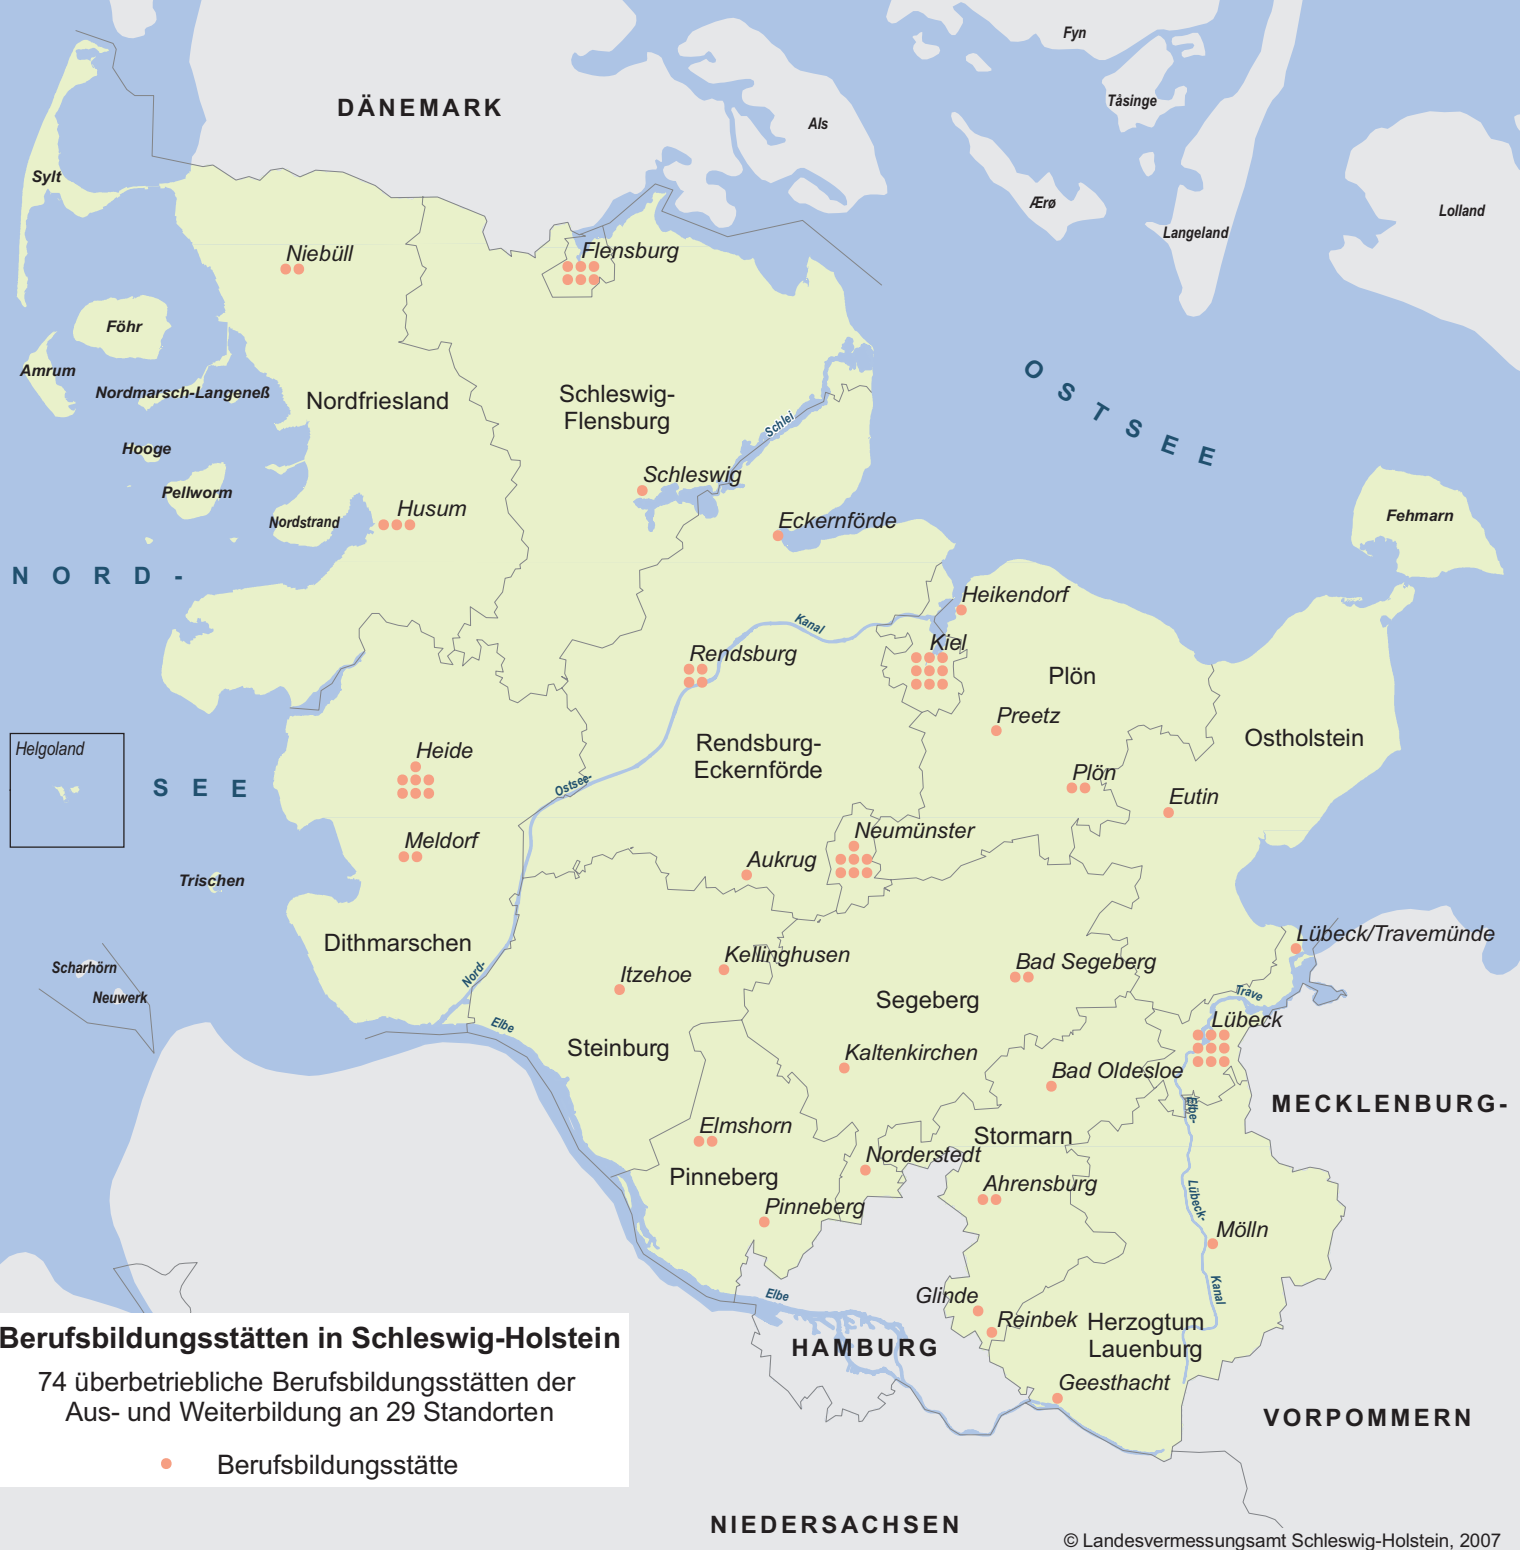 Fyn
DÄNEMARK
Als
Tåsinge
Sylt
Ærø
Lolland
Langeland
Niebüll
Flensburg
Föhr
Amrum
Nordmarsch-Langeneß
Nordfriesland
Schleswig-
Flensburg
OSTSEE
Schlei
Hooge
Schleswig
Pellworm
Husum
Nordstrand
Eckernförde
Fehmarn
NORD-
Heikendorf
Kanal
Kiel
Rendsburg
Plön
Preetz
Rendsburg-
Eckernförde
Ostholstein
Helgoland
Heide
SEE
Ostsee-
Plön
Eutin
Meldorf
Neumünster
Aukrug
Trischen
Dithmarschen
Lübeck/Travemünde
Kellinghusen
Bad Segeberg
Scharhörn
Nord-
Itzehoe
Neuwerk
Segeberg
Trave
Elbe
Lübeck
Steinburg
Kaltenkirchen
Bad Oldesloe
Elbe-
MECKLENBURG-
Elmshorn
Stormarn
Norderstedt
Pinneberg
Ahrensburg
Lübeck-
Pinneberg
Mölln
Elbe
Glinde
Kanal
Reinbek
Herzogtum
Lauenburg
HAMBURG
Geesthacht
VORPOMMERN
Berufsbildungsstätten in Schleswig-Holstein
74 überbetriebliche Berufsbildungsstätten der
Aus- und Weiterbildung an 29 Standorten
Berufsbildungsstätte
NIEDERSACHSEN
© Landesvermessungsamt Schleswig-Holstein, 2007